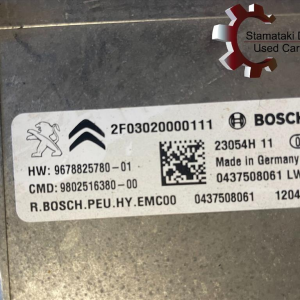 Stamataki
Used Car
2F03020000111
BOSCH
HW: 9678825780-01
23054H 11
Made in Germany
CMD: 9802516380-00
0437508061 LW
R.BOSCH.PEU.HY.EMC00
0437508061
1204